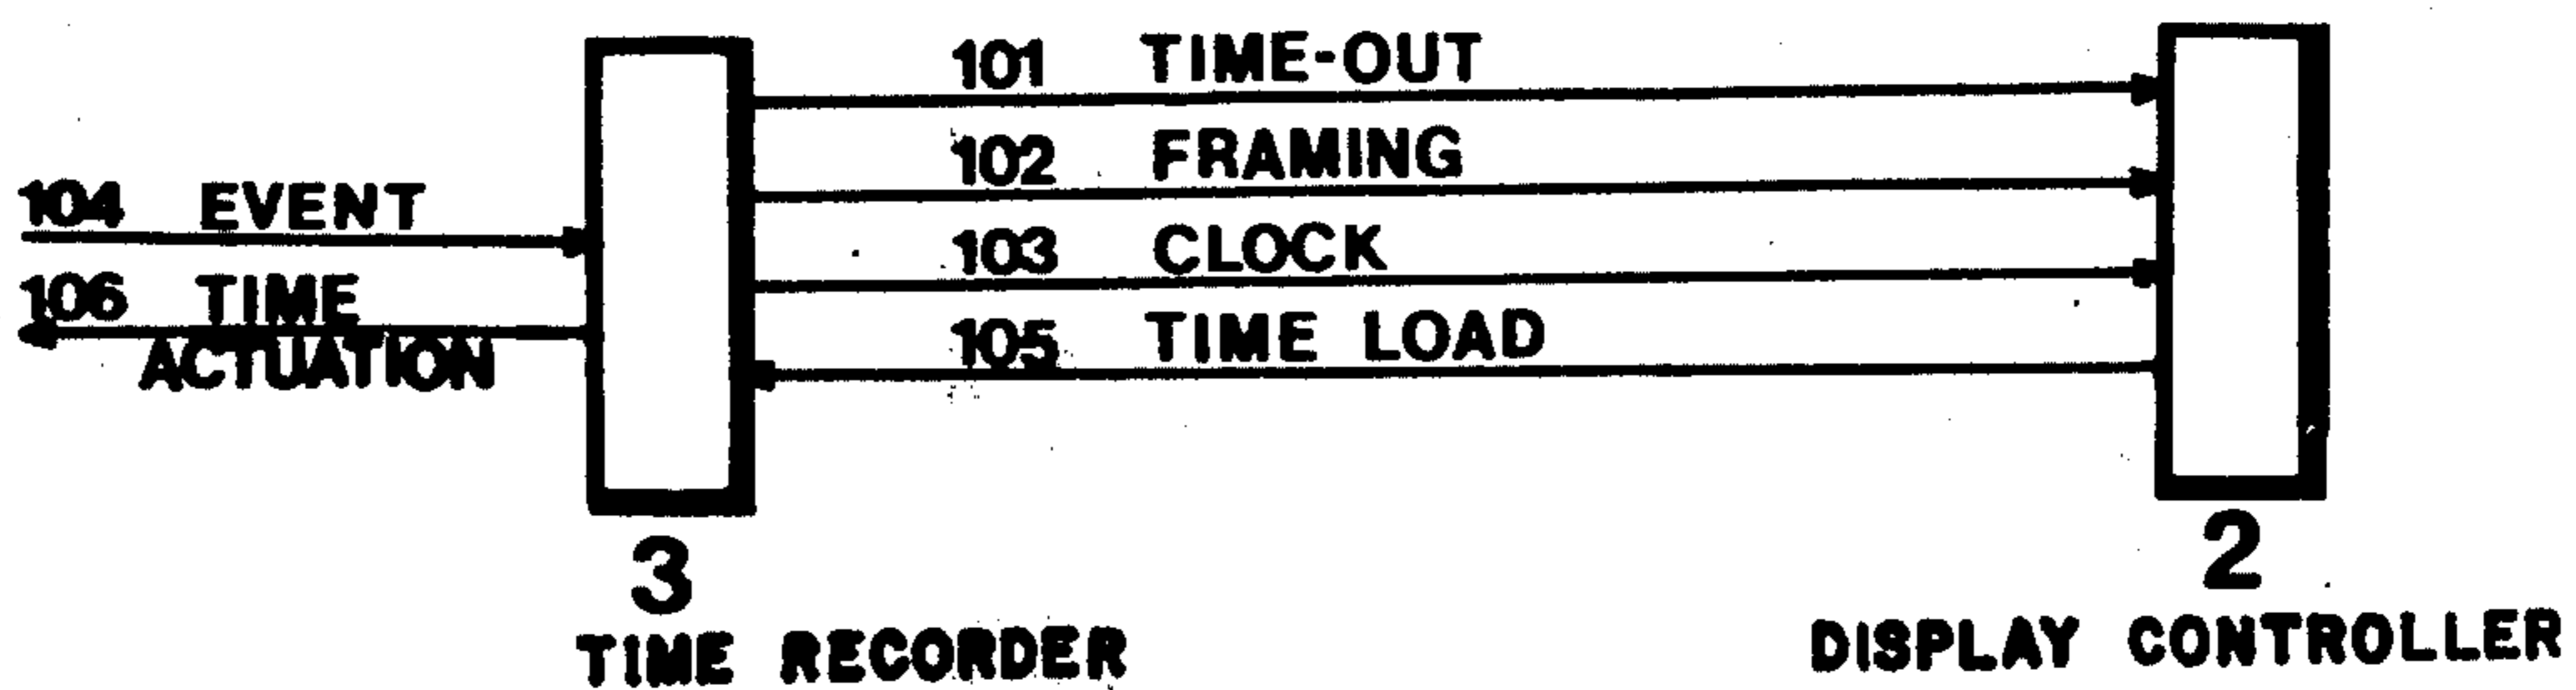 101 TIME-OUT
102 FRAMING
104 EVENT
103 CLOCK
106 TIME
ACTUATION
105 TIME LOAD
3
TIME RECORDER
2
DISPLAY CONTROLLER